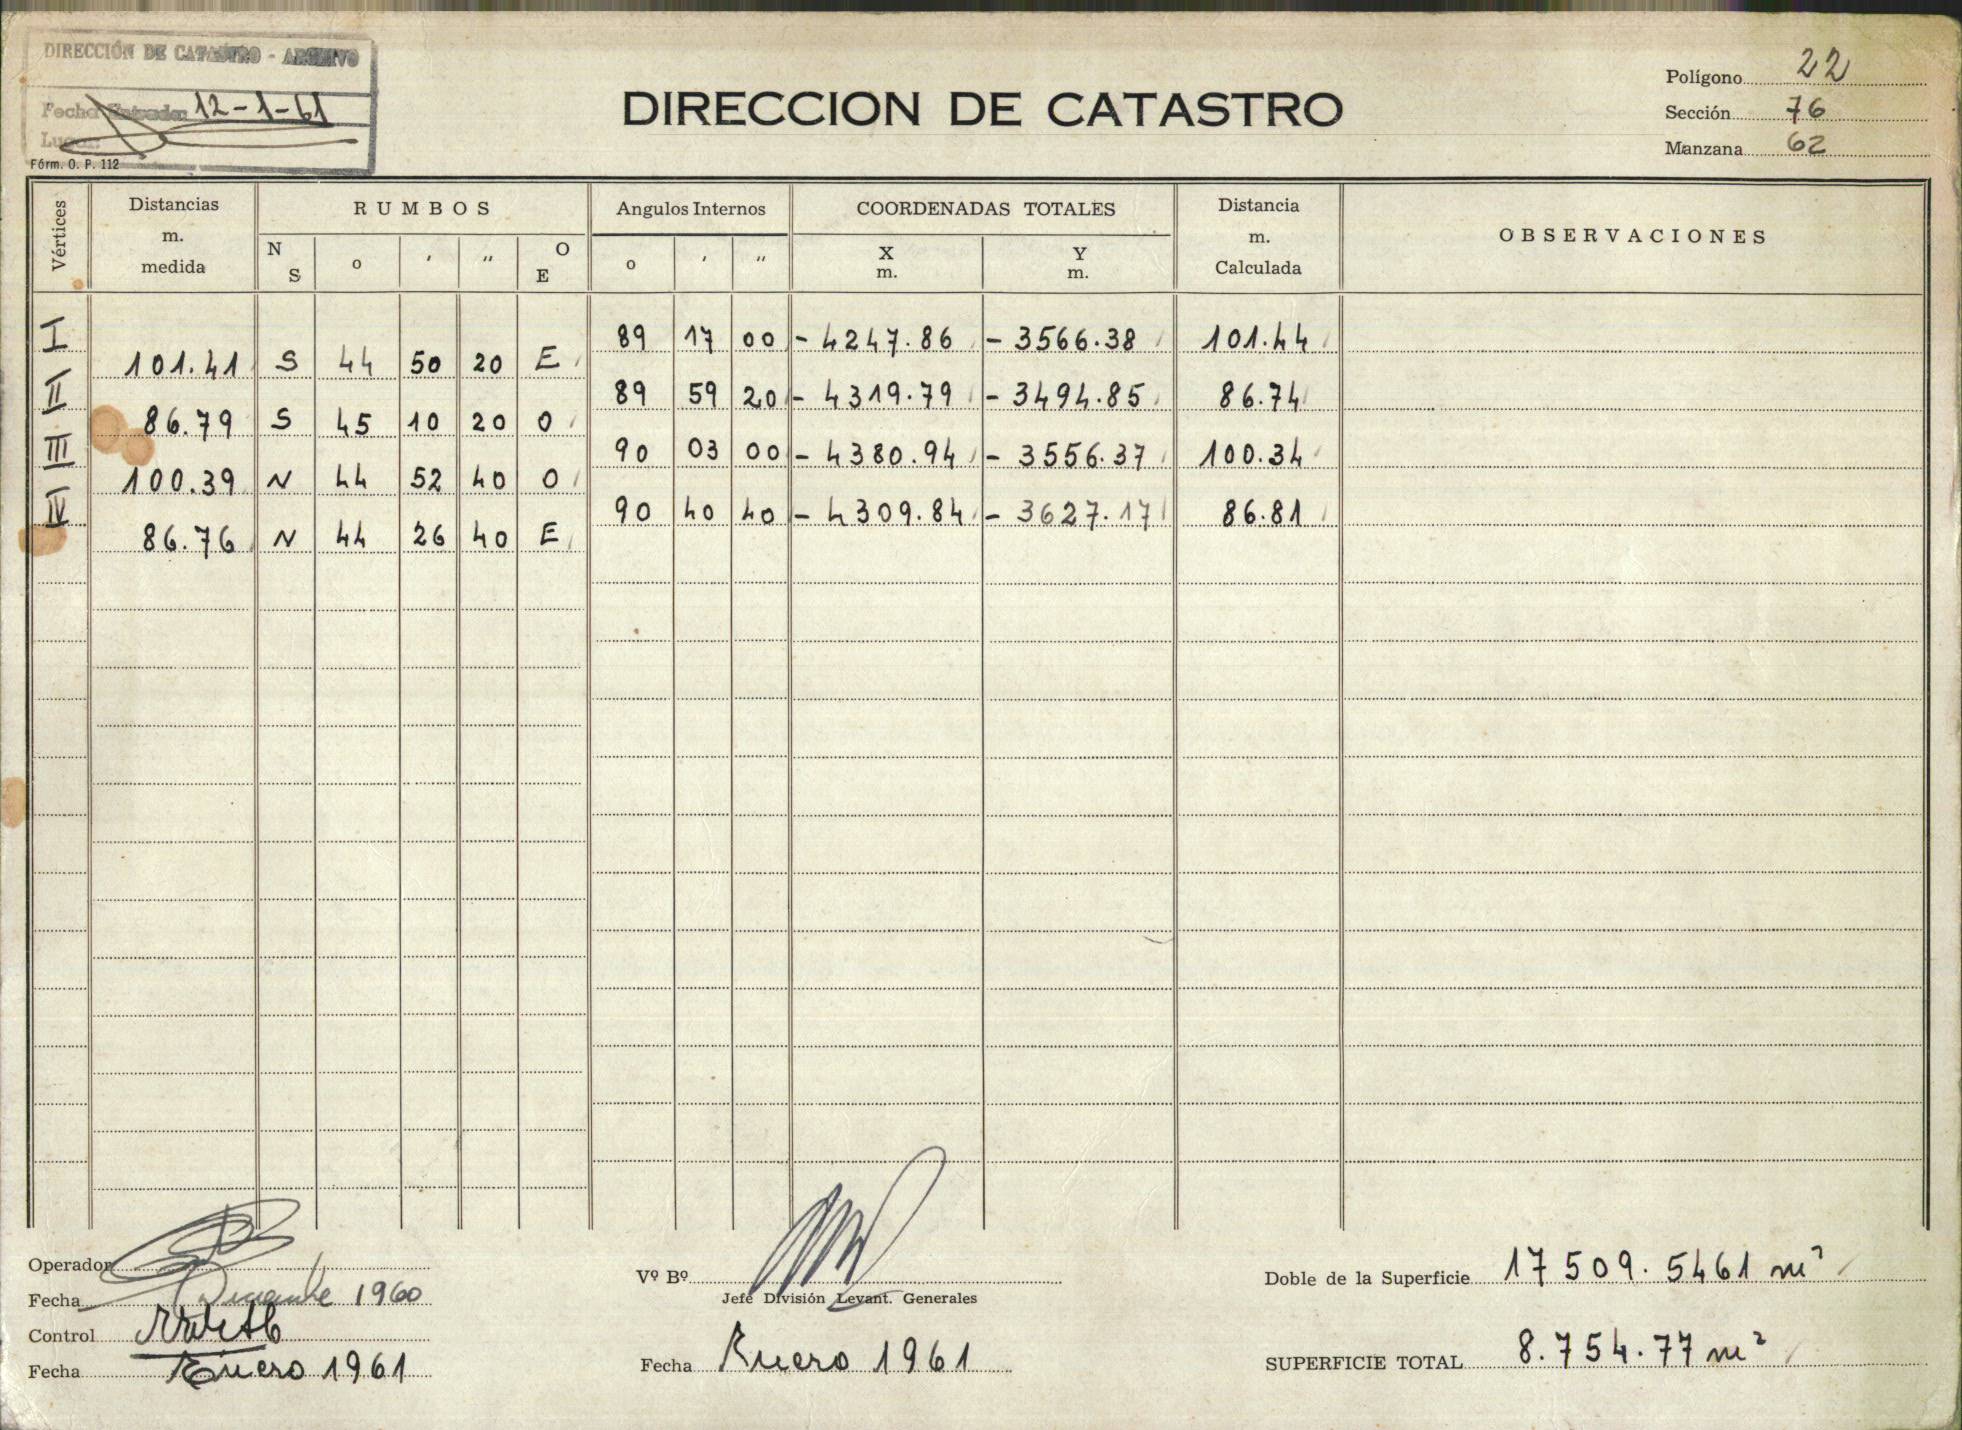 DIRECCIÓN DE CATASTRO - ARCHIVO
Fecha Entrada: 12-1-61
Lugar:
Fórm. O. P. 112
DIRECCION DE CATASTRO
Polígono 22
Sección 76
Manzana 62
Vértices
Distancias m. medida
RUMBOS
N S o ' " O E
Angulos Internos
o ' "
COORDENADAS TOTALES
X m. Y m.
Distancia m. Calculada
OBSERVACIONES
I 89 17 00 - 4247.86 - 3566.38 101.44
101.41 S 44 50 20 E
II 89 59 20 - 4319.79 - 3494.85 86.74
86.79 S 45 10 20 O
III 90 03 00 - 4380.94 - 3556.37 100.34
100.39 N 44 52 40 O
IV 90 40 40 - 4309.84 - 3627.17 86.81
86.76 N 44 26 40 E
Operador
Fecha Diciembre 1960
Control
Fecha Enero 1961
Vº Bº
Jefe División Levant. Generales
Fecha Enero 1961
Doble de la Superficie 17 509.5461 m²
SUPERFICIE TOTAL 8.754.77 m²